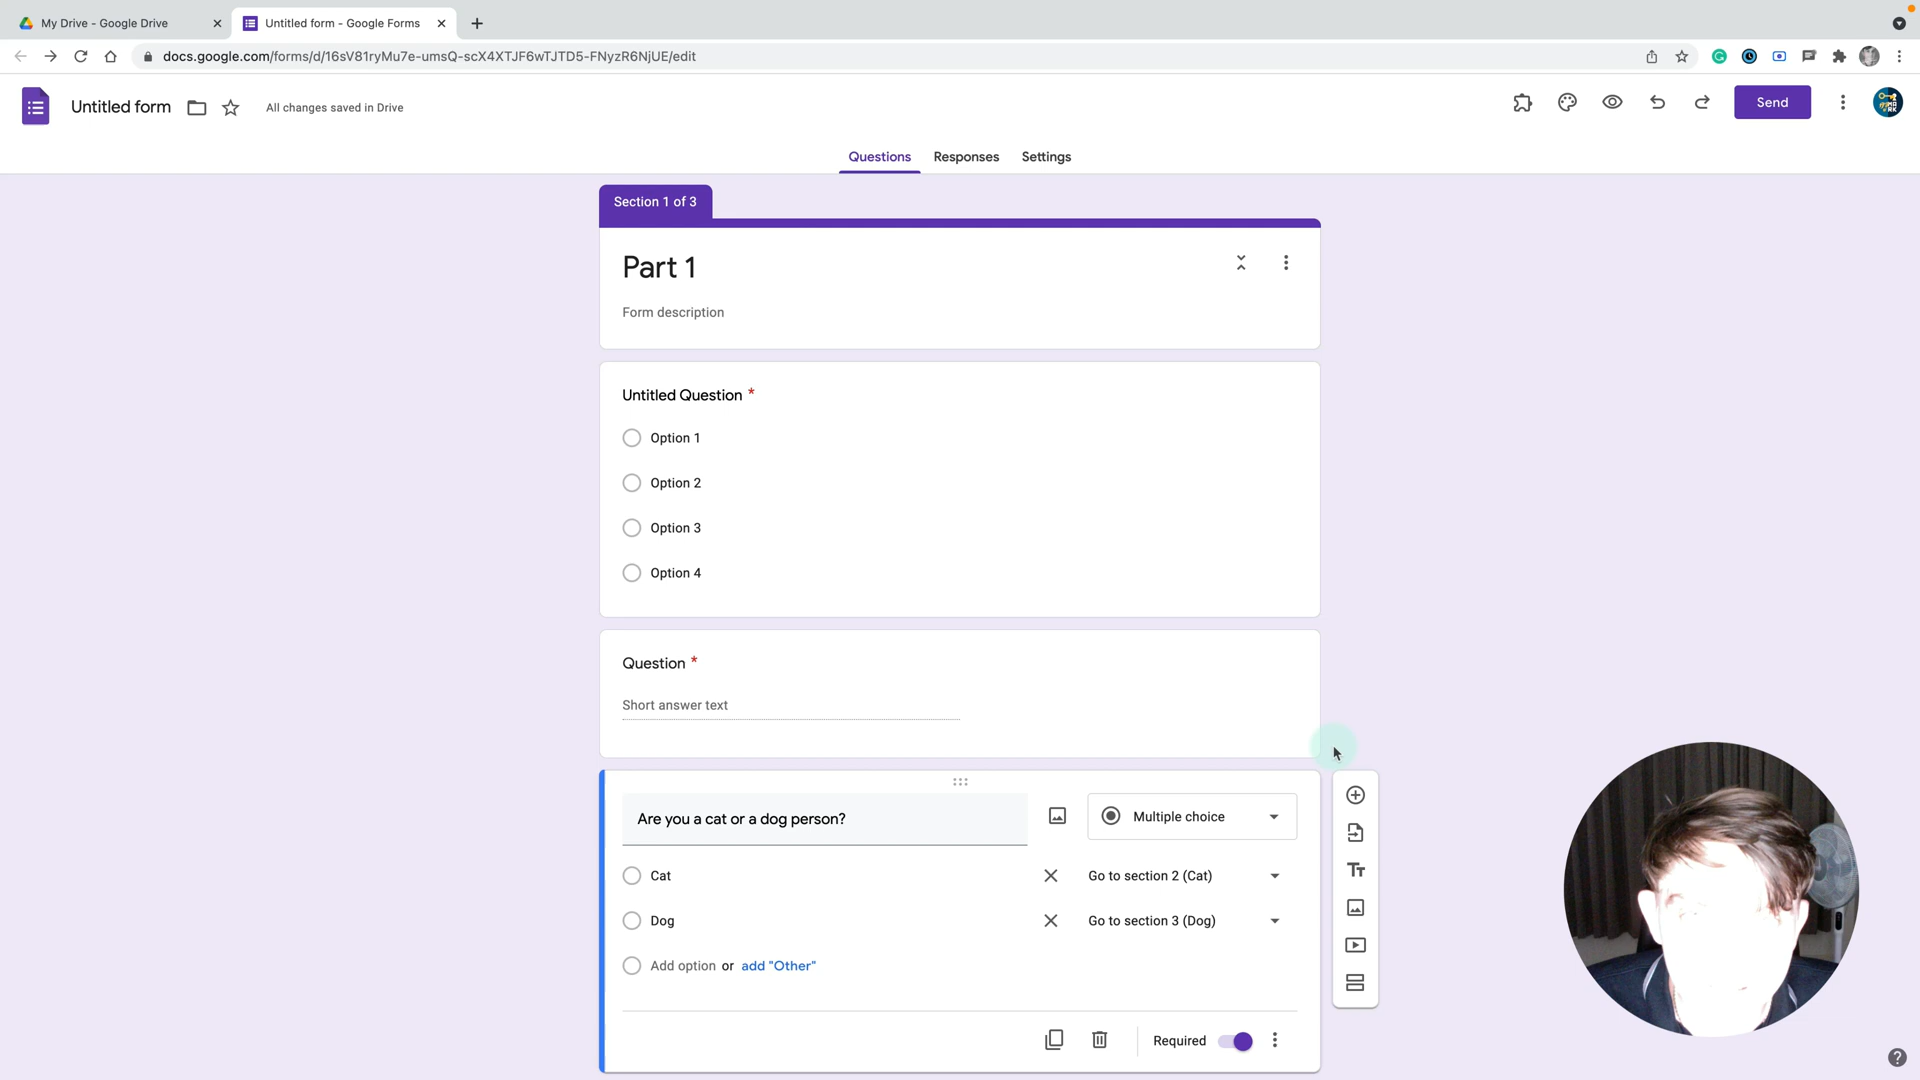 My Drive - Google Drive
Untitled form - Google Forms
docs.google.com/forms/d/16sV81ryMu7e-umsQ-scX4XTJF6wTJTD5-FNyzR6NjUE/edit
Untitled form
All changes saved in Drive
Send
Questions
Responses
Settings
Section 1 of 3
Part 1
Form description
Untitled Question *
Option 1
Option 2
Option 3
Option 4
Question *
Short answer text
Are you a cat or a dog person?
Multiple choice
Cat
Go to section 2 (Cat)
Dog
Go to section 3 (Dog)
Add option or add "Other"
Required